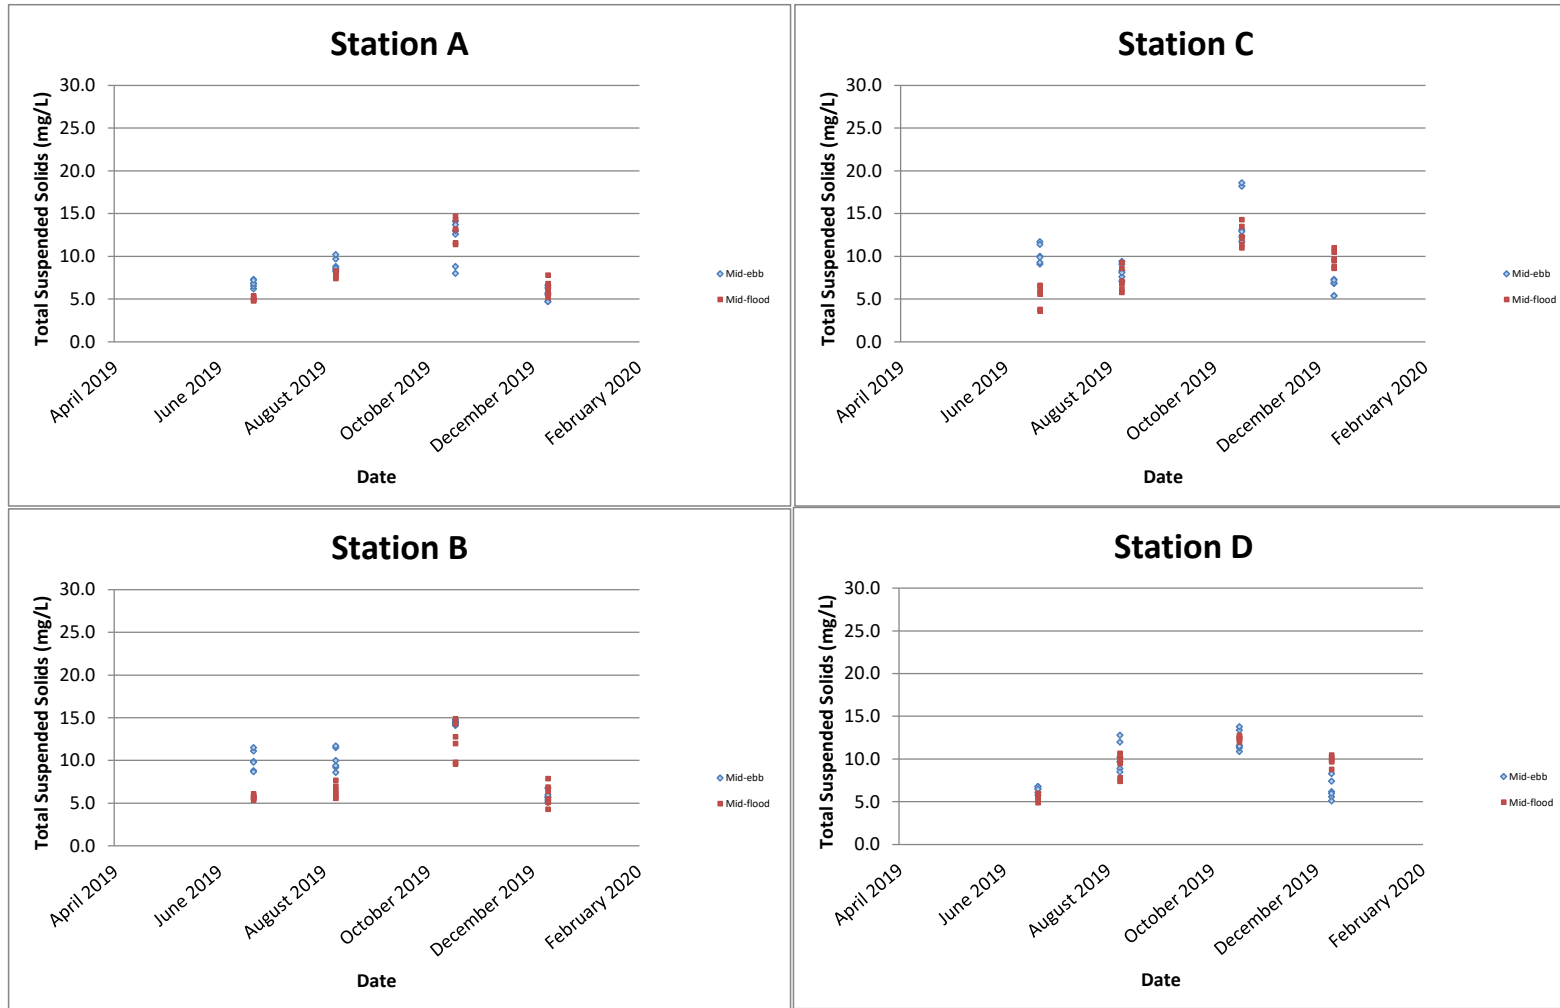 Station A
Total Suspended Solids (mg/L)
30.0
25.0
20.0
15.0
10.0
5.0
0.0
April 2019
June 2019
August 2019
October 2019
December 2019
February 2020
Date
Mid-ebb
Mid-flood
Station C
Total Suspended Solids (mg/L)
30.0
25.0
20.0
15.0
10.0
5.0
0.0
April 2019
June 2019
August 2019
October 2019
December 2019
February 2020
Date
Mid-ebb
Mid-flood
Station B
Total Suspended Solids (mg/L)
30.0
25.0
20.0
15.0
10.0
5.0
0.0
April 2019
June 2019
August 2019
October 2019
December 2019
February 2020
Date
Mid-ebb
Mid-flood
Station D
Total Suspended Solids (mg/L)
30.0
25.0
20.0
15.0
10.0
5.0
0.0
April 2019
June 2019
August 2019
October 2019
December 2019
February 2020
Date
Mid-ebb
Mid-flood